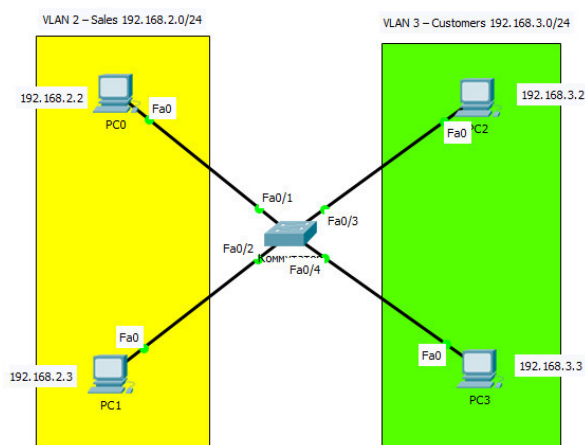 VLAN 2 – Sales 192.168.2.0/24
VLAN 3 – Customers 192.168.3.0/24
192.168.2.2
Fa0
PC0
192.168.3.2
Fa0
PC2
Fa0/1
Fa0/3
Fa0/2
Fa0/4
Fa0
192.168.2.3
PC1
Fa0
192.168.3.3
PC3